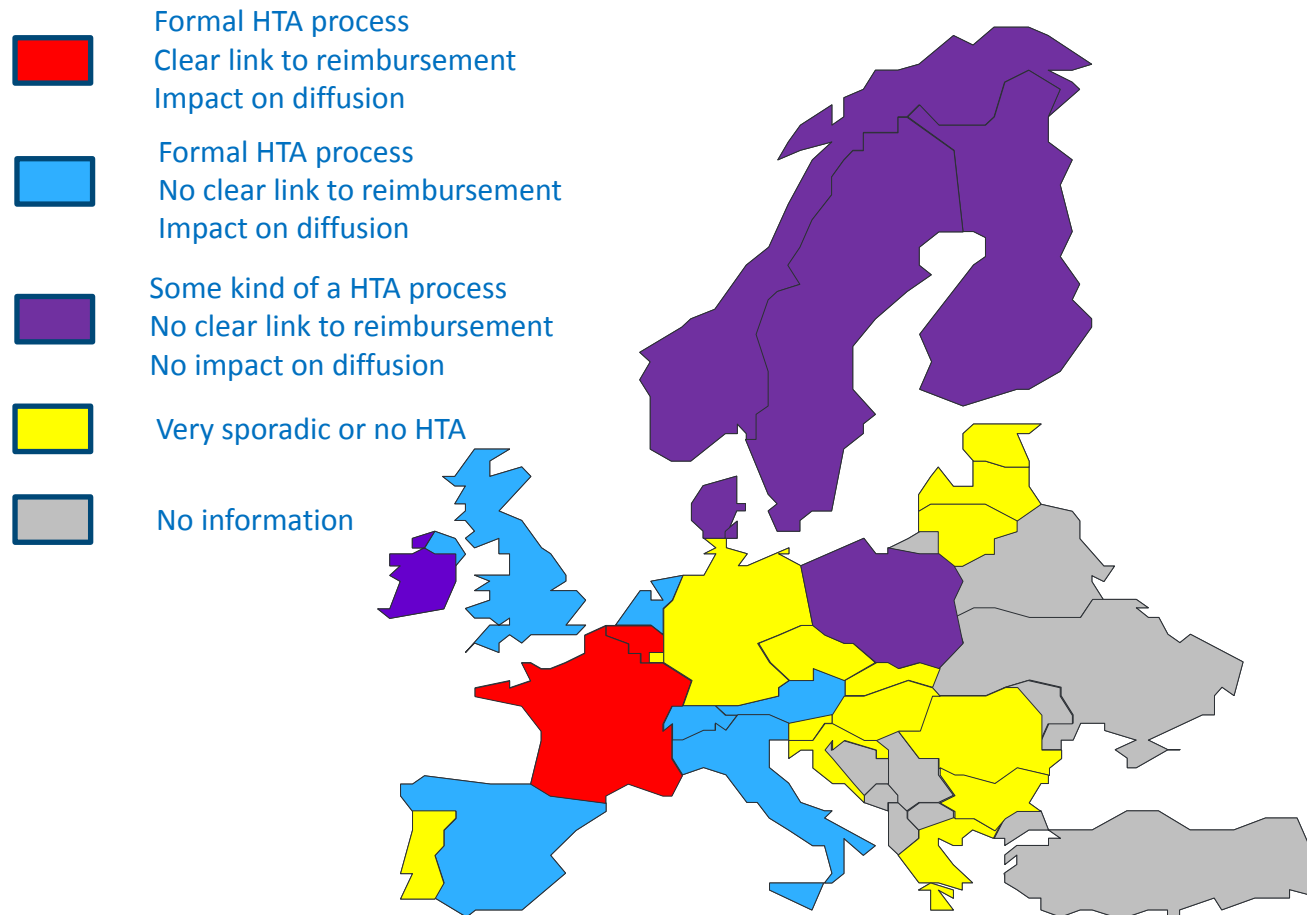 Formal HTA process
Clear link to reimbursement
Impact on diffusion
Formal HTA process
No clear link to reimbursement
Impact on diffusion
Some kind of a HTA process
No clear link to reimbursement
No impact on diffusion
Very sporadic or no HTA
No information